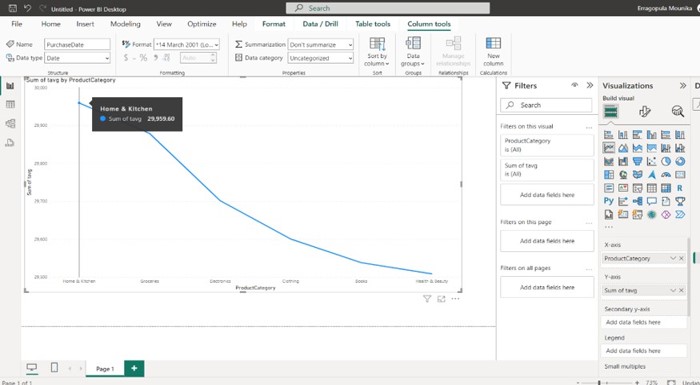 Untitled - Power BI Desktop
Search
Erragopula Mounika
File Home Insert Modeling View Optimize Help Format Data / Drill Table tools Column tools
Name PurchaseDate
Format *14 March 2001 (Lo...
Summarization Don't summarize
Data type Date
$ - % Auto
Data category Uncategorized
Sort by column
Data groups
Manage relationships
New column
Structure Formatting Properties Sort Groups Relationships Calculations
Sum of tavg by ProductCategory
Home & Kitchen
Sum of tavg 29,959.60
30,000
29,900
29,800
29,700
29,600
29,500
Sum of tavg
Home & Kitchen Groceries Electronics Clothing Books Health & Beauty
ProductCategory
Filters
Search
Filters on this visual ...
ProductCategory
is (All)
Sum of tavg
is (All)
Add data fields here
Filters on this page ...
Add data fields here
Filters on all pages ...
Add data fields here
Visualizations
Build visual
...
X-axis
ProductCategory
Y-axis
Sum of tavg
Secondary y-axis
Add data fields here
Legend
Add data fields here
Small multiples
Page 1
Page 1 of 1